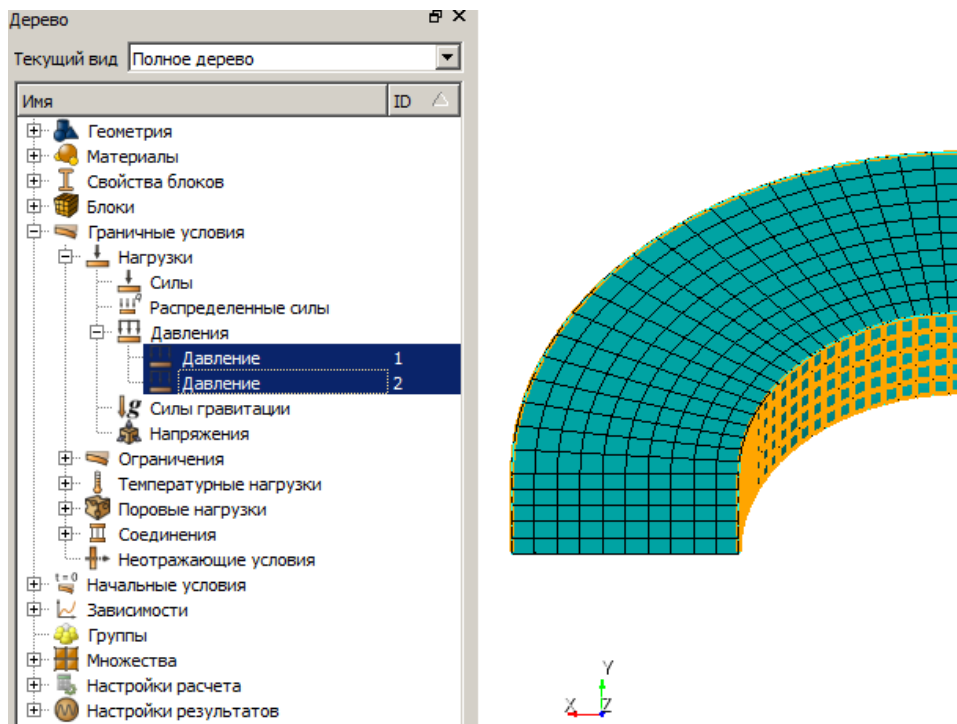 Дерево
Текущий вид Полное дерево
Имя ID
Геометрия
Материалы
Свойства блоков
Блоки
Граничные условия
Нагрузки
Силы
Распределенные силы
Давления
Давление 1
Давление 2
Силы гравитации
Напряжения
Ограничения
Температурные нагрузки
Поровые нагрузки
Соединения
Неотражающие условия
t = 0
Начальные условия
Зависимости
Группы
Множества
Настройки расчета
Настройки результатов
Y
X Z